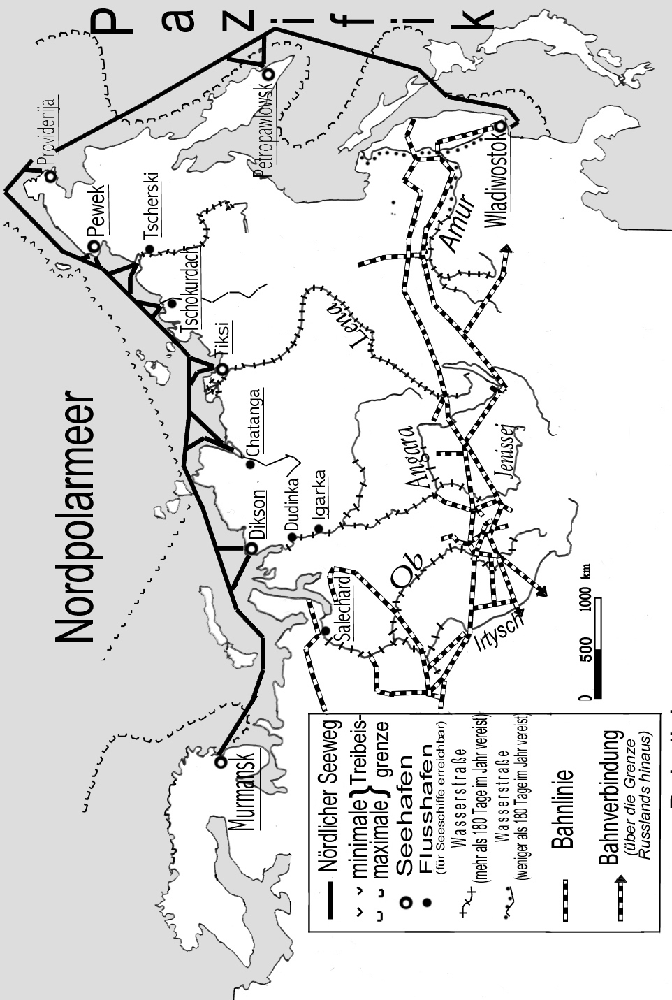 Nordpolarmeer
Pazifik
Providenija
Pewek
Tscherski
Tschokurdach
Tiksi
Chatanga
Dikson
Dudinka
Igarka
Salechard
Murmansk
Petropawlowsk
Wladiwostok
Amur
Lena
Angara
Jenissej
Ob
Irtysch
0 500 1000 km
Nördlicher Seeweg
minimale } Treibeis-
maximale } grenze
Seehafen
Flusshafen
(für Seeschiffe erreichbar)
Wasserstraße
(mehr als 180 Tage im Jahr vereist)
Wasserstraße
(weniger als 180 Tage im Jahr vereist)
Bahnlinie
Bahnverbindung
(über die Grenze
Russlands hinaus)